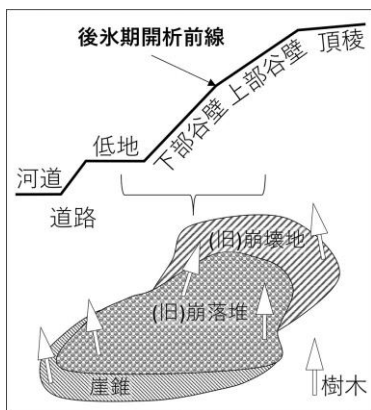 後氷期開析前線
頂稜
上部谷壁
下部谷壁
低地
河道
道路
(旧)崩壊地
(旧)崩落堆
崖錐
樹木